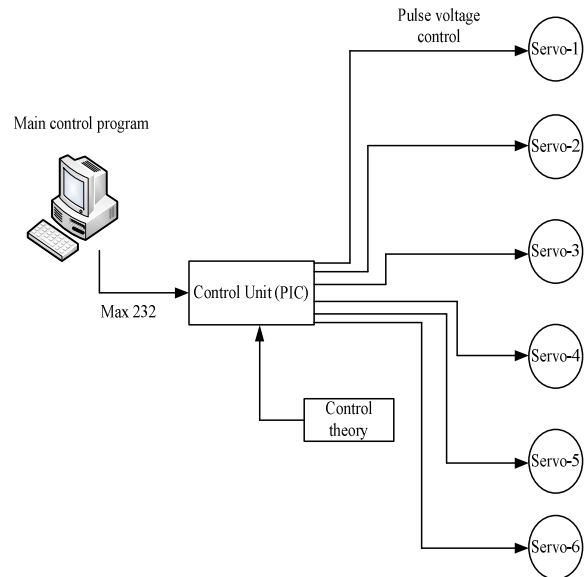 Pulse voltage
control
Servo-1
Main control program
Servo-2
Servo-3
Control Unit (PIC)
Max 232
Servo-4
Control
theory
Servo-5
Servo-6